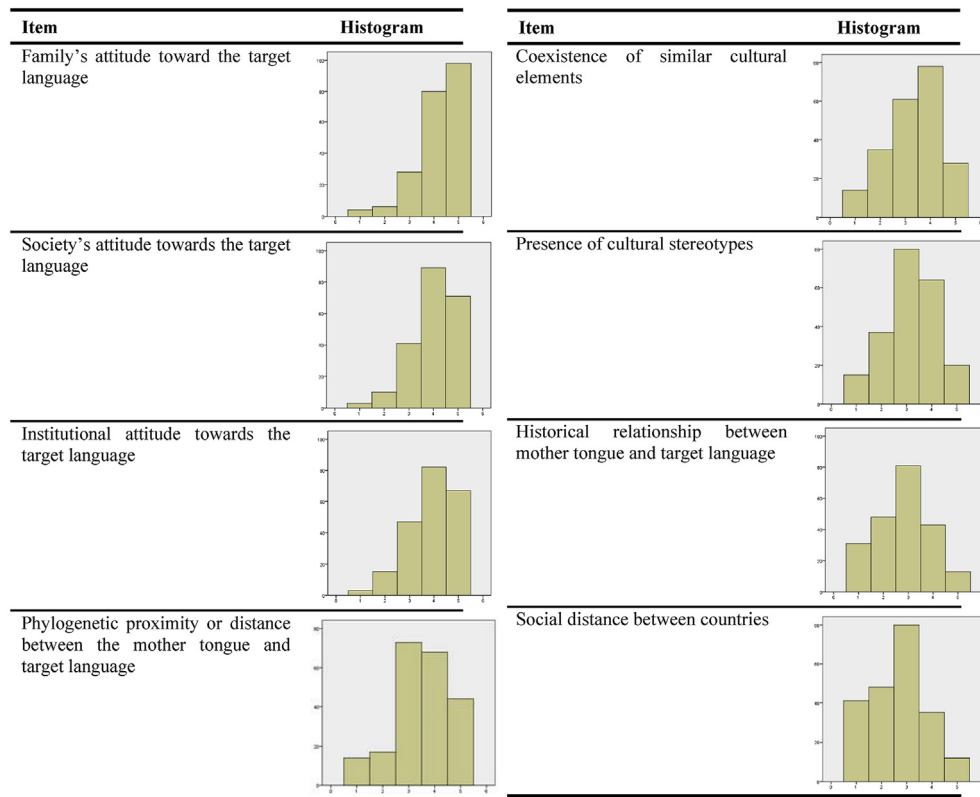 Item Histogram
Family's attitude toward the target
language
Society's attitude towards the target
language
Institutional attitude towards the
target language
Phylogenetic proximity or distance
between the mother tongue and
target language
Item Histogram
Coexistence of similar cultural
elements
Presence of cultural stereotypes
Historical relationship between
mother tongue and target language
Social distance between countries